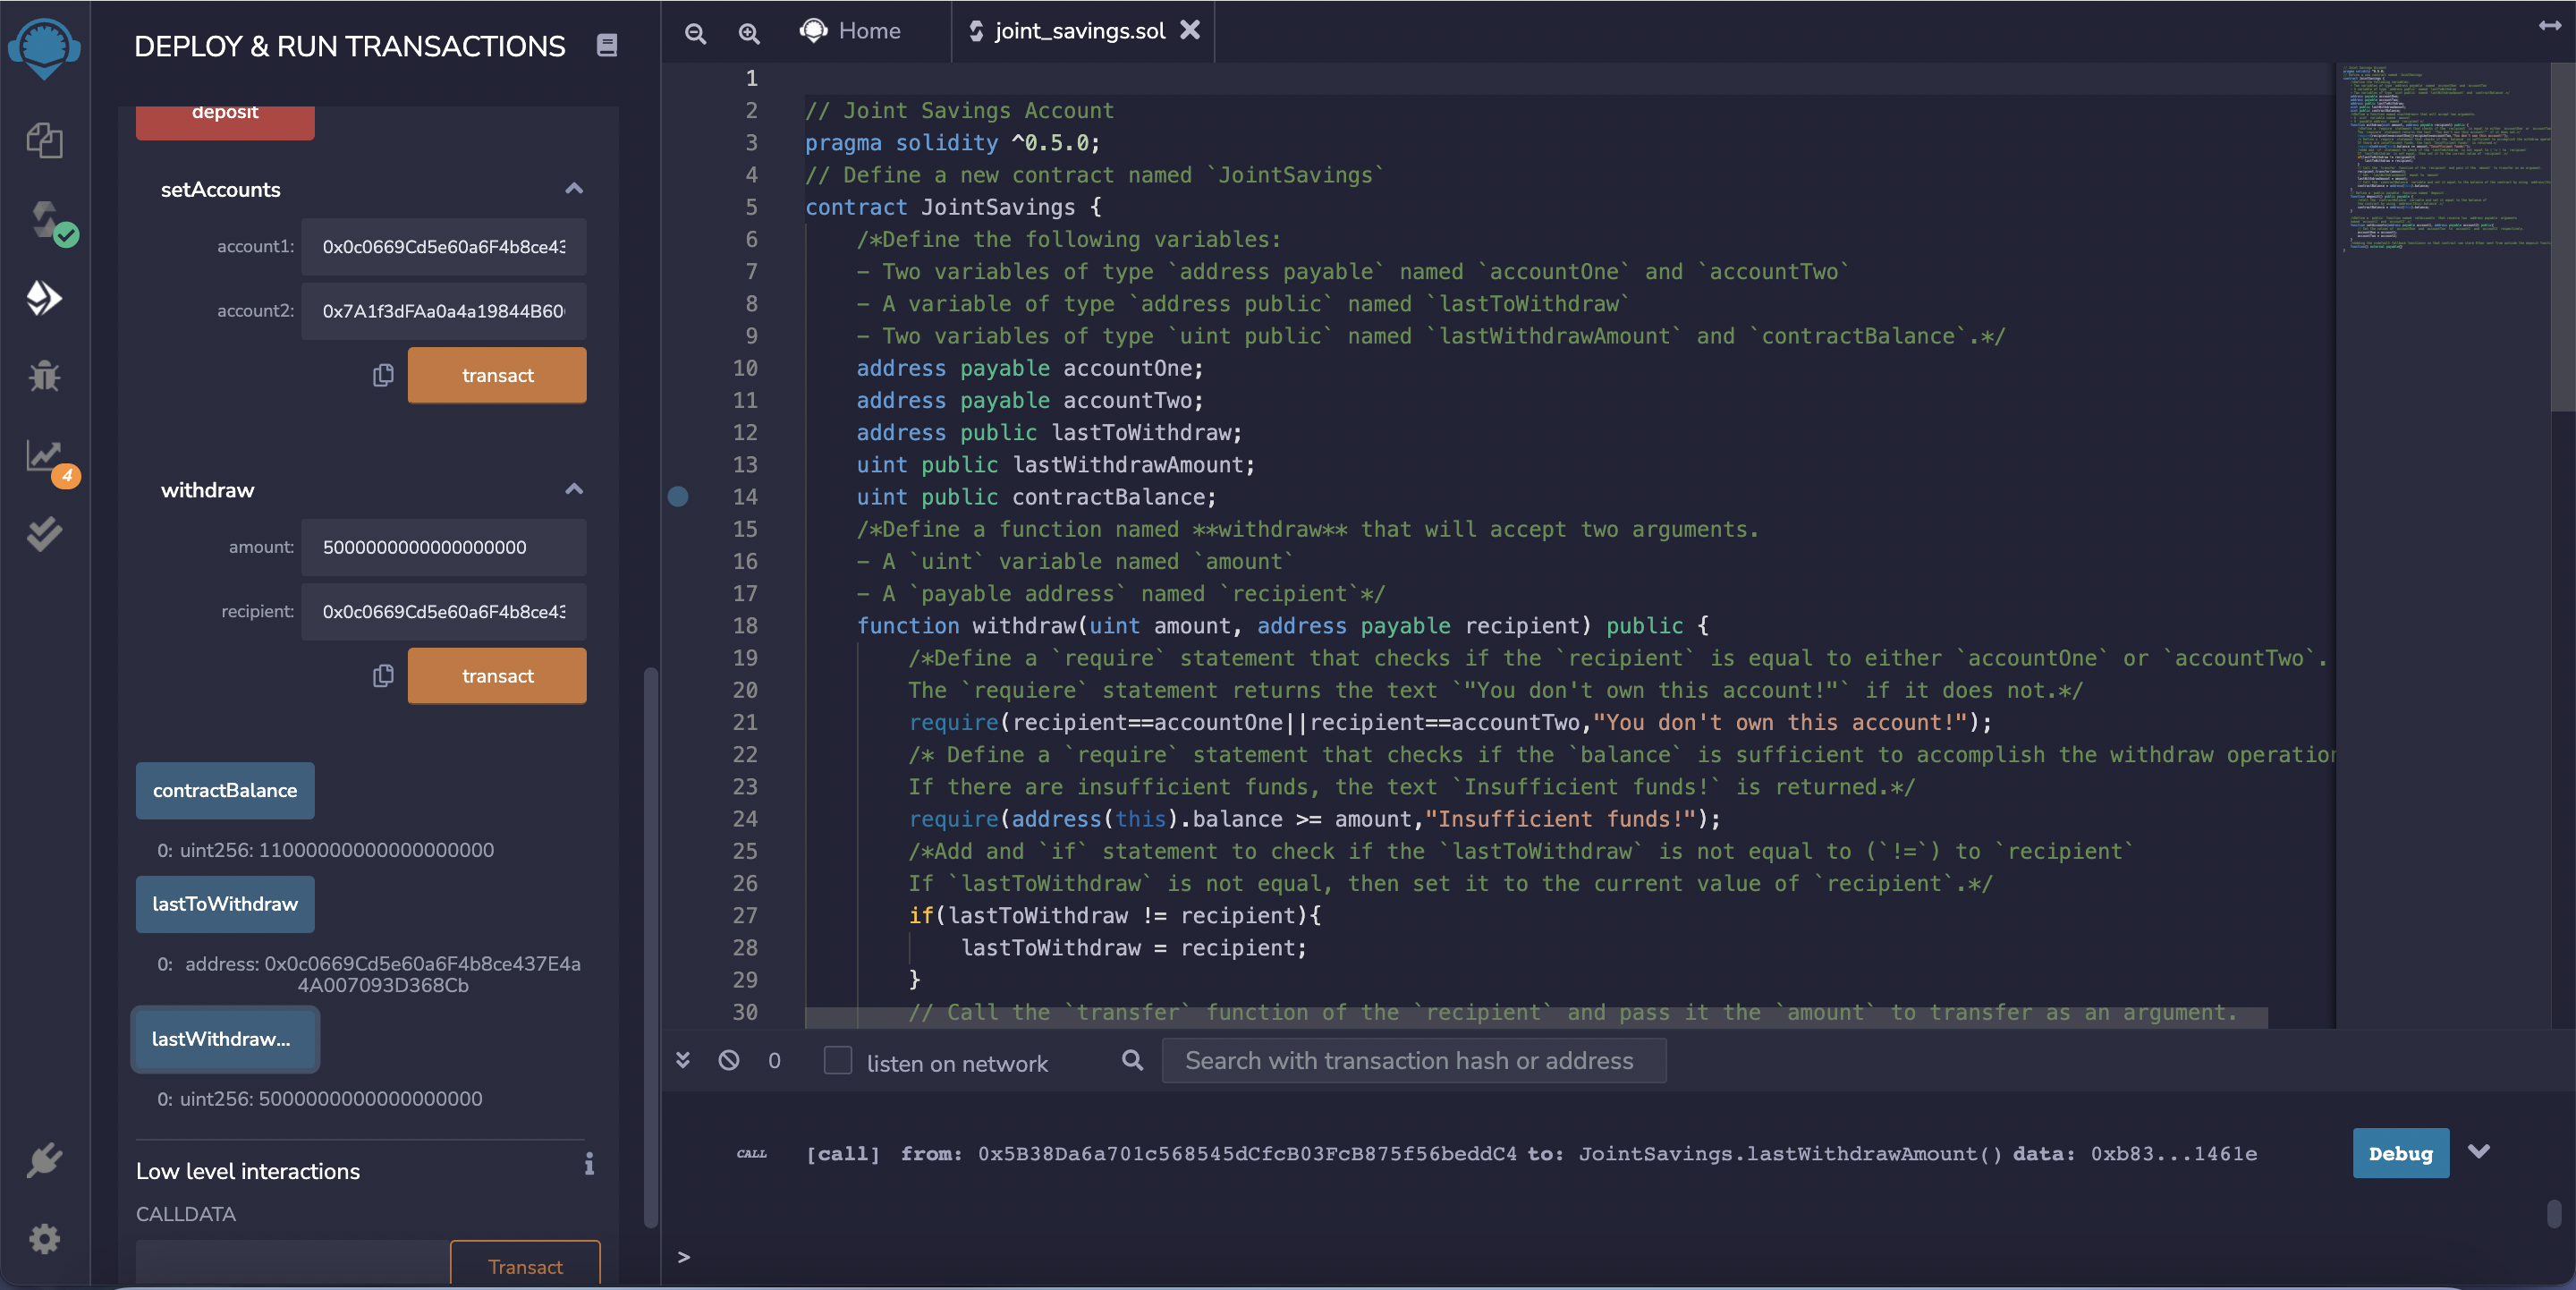 DEPLOY & RUN TRANSACTIONS
deposit
setAccounts
account1: 0x0c0669Cd5e60a6F4b8ce43
account2: 0x7A1f3dFAa0a4a19844B60
transact
withdraw
amount: 5000000000000000000
recipient: 0x0c0669Cd5e60a6F4b8ce43
transact
contractBalance
0: uint256: 11000000000000000000
lastToWithdraw
0: address: 0x0c0669Cd5e60a6F4b8ce437E4a
4A007093D368Cb
lastWithdraw...
0: uint256: 5000000000000000000
Low level interactions
CALLDATA
Transact
4
Home
joint_savings.sol
1
2 // Joint Savings Account
3 pragma solidity ^0.5.0;
4 // Define a new contract named `JointSavings`
5 contract JointSavings {
6 /*Define the following variables:
7 – Two variables of type `address payable` named `accountOne` and `accountTwo`
8 – A variable of type `address public` named `lastToWithdraw`
9 – Two variables of type `uint public` named `lastWithdrawAmount` and `contractBalance`.*/
10 address payable accountOne;
11 address payable accountTwo;
12 address public lastToWithdraw;
13 uint public lastWithdrawAmount;
14 uint public contractBalance;
15 /*Define a function named **withdraw** that will accept two arguments.
16 – A `uint` variable named `amount`
17 – A `payable address` named `recipient`*/
18 function withdraw(uint amount, address payable recipient) public {
19 /*Define a `require` statement that checks if the `recipient` is equal to either `accountOne` or `accountTwo`.
20 The `requiere` statement returns the text `"You don't own this account!"` if it does not.*/
21 require(recipient==accountOne||recipient==accountTwo,"You don't own this account!");
22 /* Define a `require` statement that checks if the `balance` is sufficient to accomplish the withdraw operation
23 If there are insufficient funds, the text `Insufficient funds!` is returned.*/
24 require(address(this).balance >= amount,"Insufficient funds!");
25 /*Add and `if` statement to check if the `lastToWithdraw` is not equal to (`!=`) to `recipient`
26 If `lastToWithdraw` is not equal, then set it to the current value of `recipient`.*/
27 if(lastToWithdraw != recipient){
28 lastToWithdraw = recipient;
29 }
30 // Call the `transfer` function of the `recipient` and pass it the `amount` to transfer as an argument.
0 listen on network Search with transaction hash or address
CALL [call] from: 0x5B38Da6a701c568545dCfcB03FcB875f56beddC4 to: JointSavings.lastWithdrawAmount() data: 0xb83...1461e Debug
>